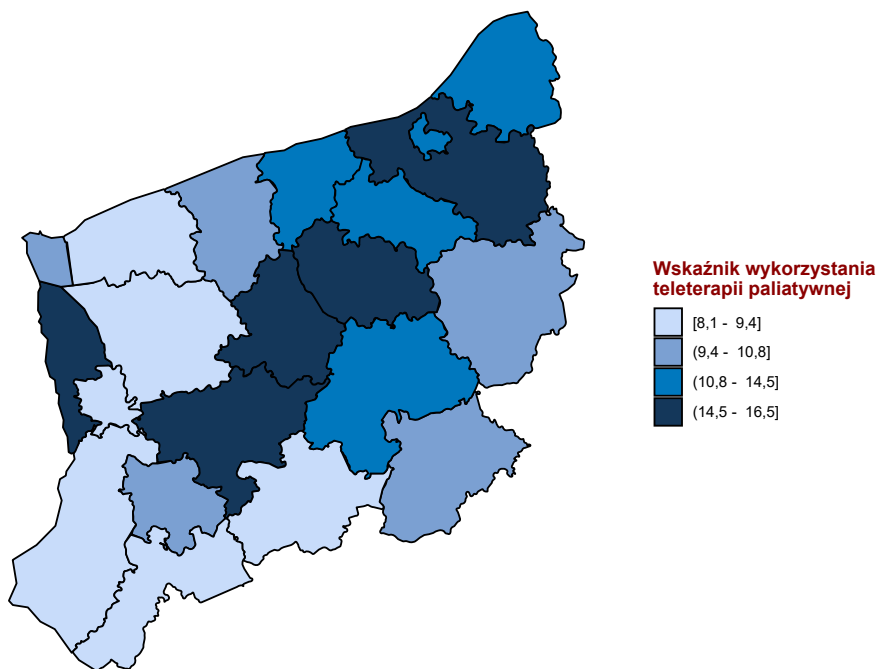 Wskaźnik wykorzystania
teleterapii paliatywnej
[8,1 - 9,4]
(9,4 - 10,8]
(10,8 - 14,5]
(14,5 - 16,5]